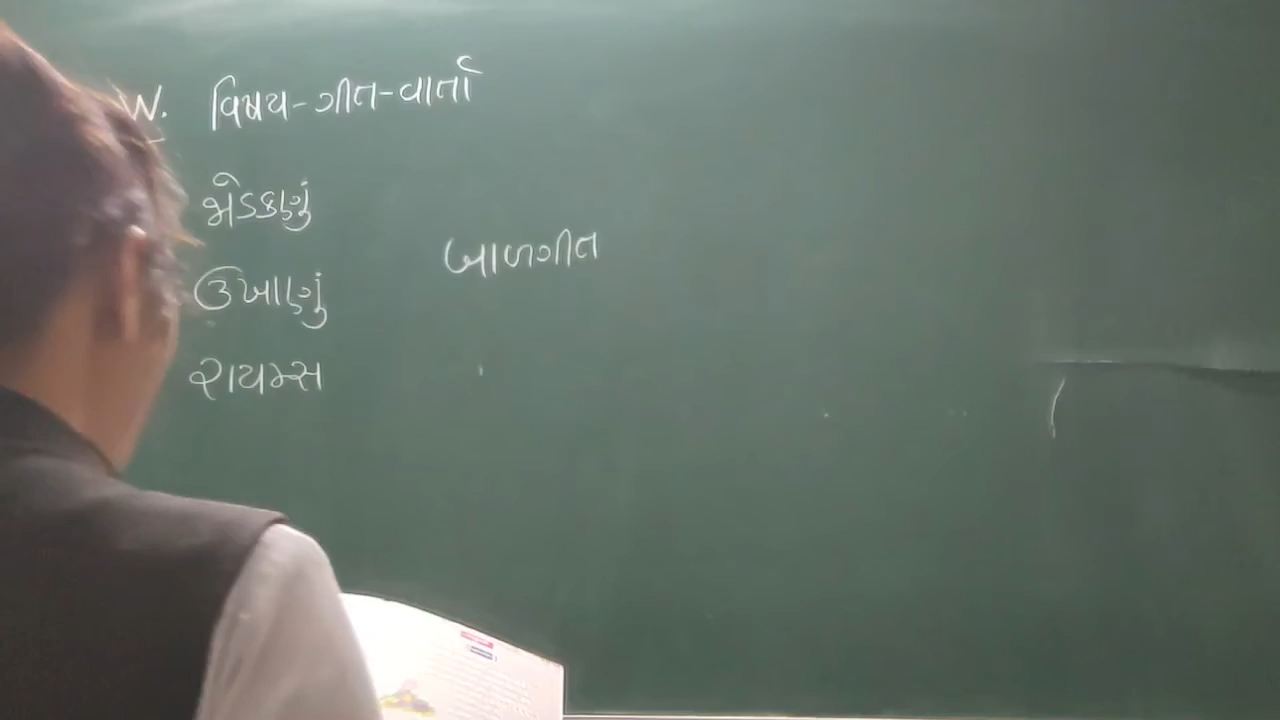 W. વિષય-ગીત-વાર્તા
જોડકણું
બાળગીત
ઉખાણું
રાયમ્સ